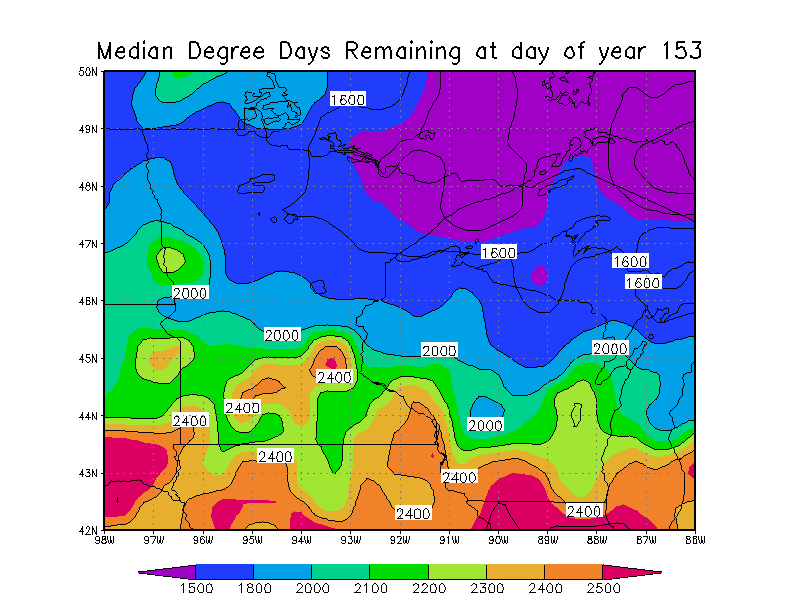 Median Degree Days Remaining at day of year 153
50N
1600
49N
48N
47N
1600
1600
1600
2000
46N
2000
2000
2000
45N
2400
2400
44N
2400
2000
2400
43N
2400
2400
2400
42N
98W 97W 96W 95W 94W 93W 92W 91W 90W 89W 88W 87W 86W
1500 1800 2000 2100 2200 2300 2400 2500